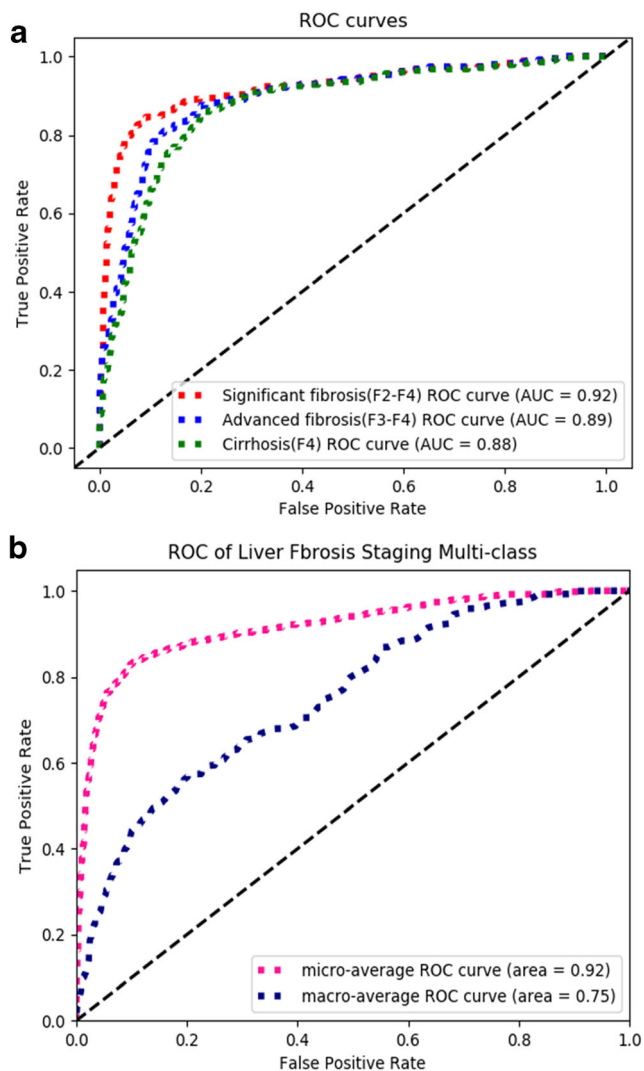 a
ROC curves
1.0
0.8
0.6
0.4
0.2
0.0
True Positive Rate
Significant fibrosis(F2-F4) ROC curve (AUC = 0.92)
Advanced fibrosis(F3-F4) ROC curve (AUC = 0.89)
Cirrhosis(F4) ROC curve (AUC = 0.88)
0.0 0.2 0.4 0.6 0.8 1.0
False Positive Rate
b
ROC of Liver Fbrosis Staging Multi-class
1.0
0.8
0.6
0.4
0.2
0.0
True Positive Rate
micro-average ROC curve (area = 0.92)
macro-average ROC curve (area = 0.75)
0.0 0.2 0.4 0.6 0.8 1.0
False Positive Rate